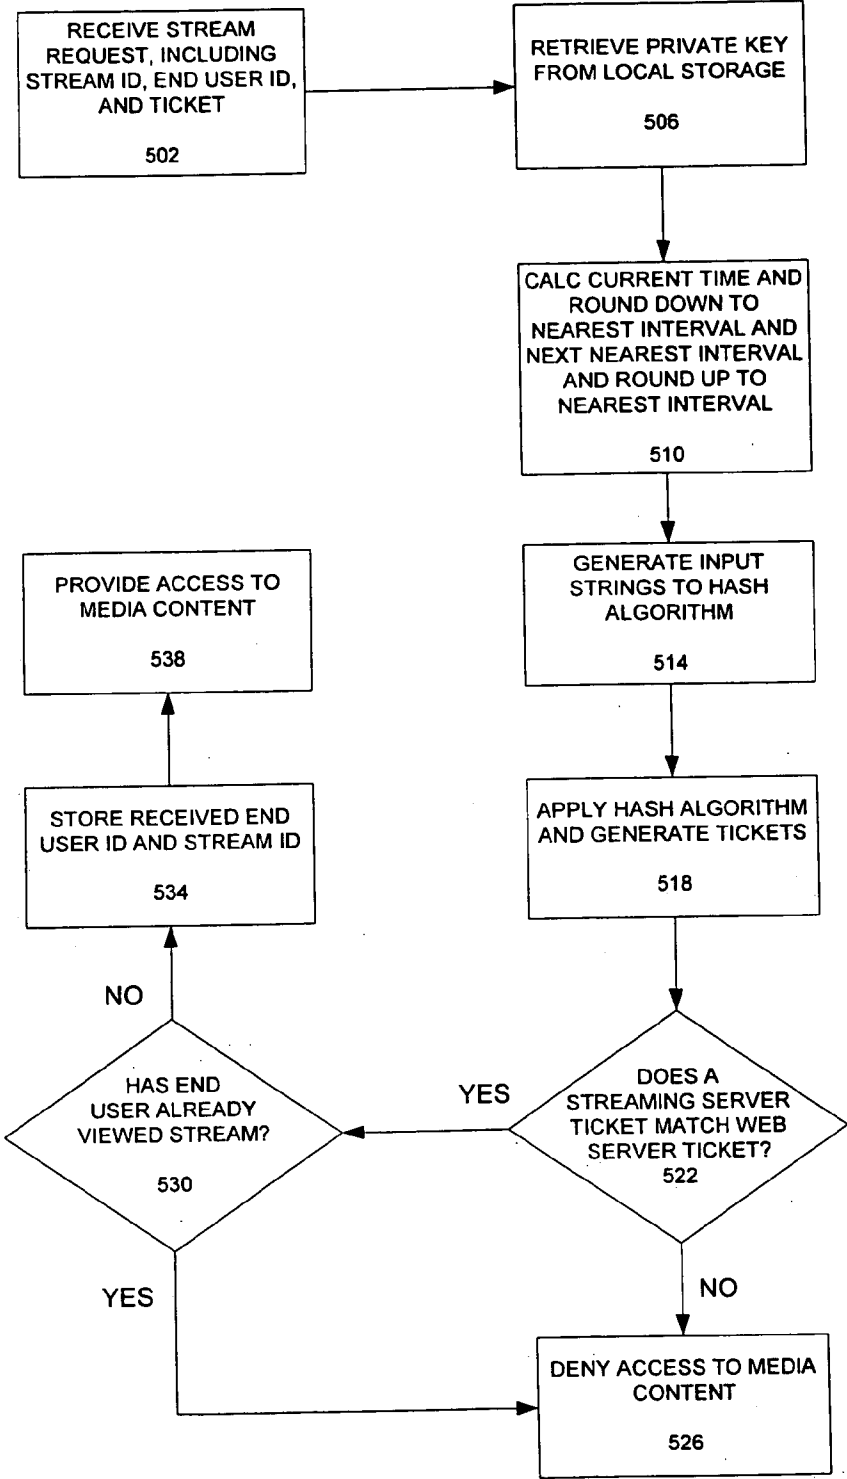 RECEIVE STREAM
REQUEST, INCLUDING
STREAM ID, END USER ID,
AND TICKET
502
RETRIEVE PRIVATE KEY
FROM LOCAL STORAGE
506
CALC CURRENT TIME AND
ROUND DOWN TO
NEAREST INTERVAL AND
NEXT NEAREST INTERVAL
AND ROUND UP TO
NEAREST INTERVAL
510
GENERATE INPUT
STRINGS TO HASH
ALGORITHM
514
APPLY HASH ALGORITHM
AND GENERATE TICKETS
518
DOES A
STREAMING SERVER
TICKET MATCH WEB
SERVER TICKET?
522
YES
NO
HAS END
USER ALREADY
VIEWED STREAM?
530
NO
YES
STORE RECEIVED END
USER ID AND STREAM ID
534
PROVIDE ACCESS TO
MEDIA CONTENT
538
DENY ACCESS TO MEDIA
CONTENT
526